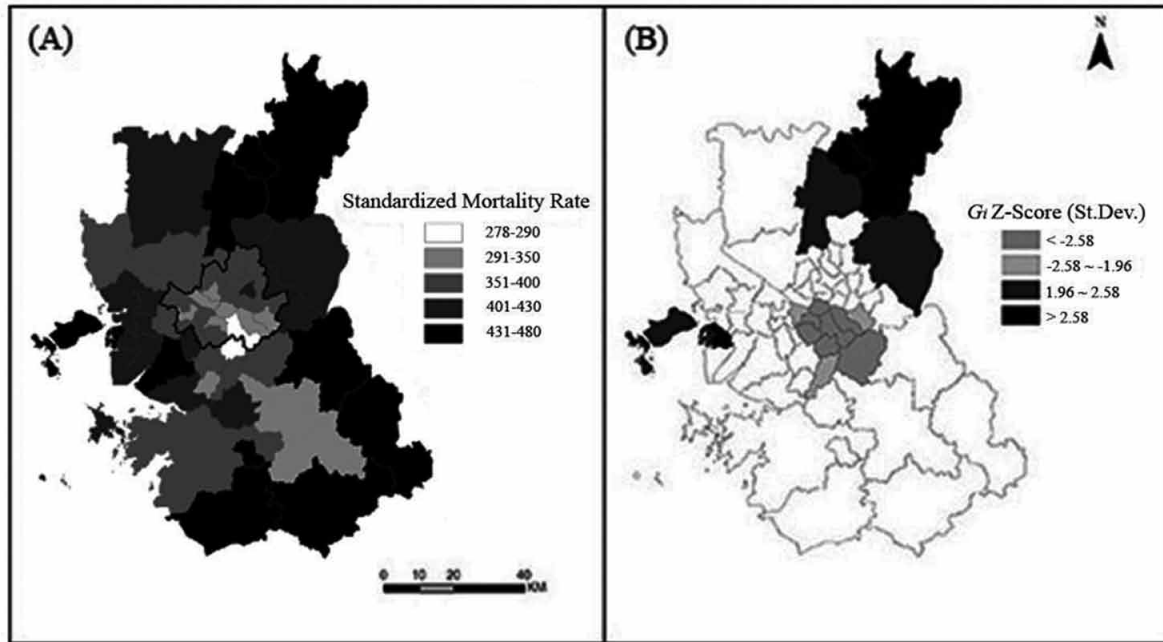 (A)
Standardized Mortality Rate
278-290
291-350
351-400
401-430
431-480
0 10 20 40
KM
(B)
N
Gi Z-Score (St.Dev.)
< -2.58
-2.58 ~ -1.96
1.96 ~ 2.58
> 2.58